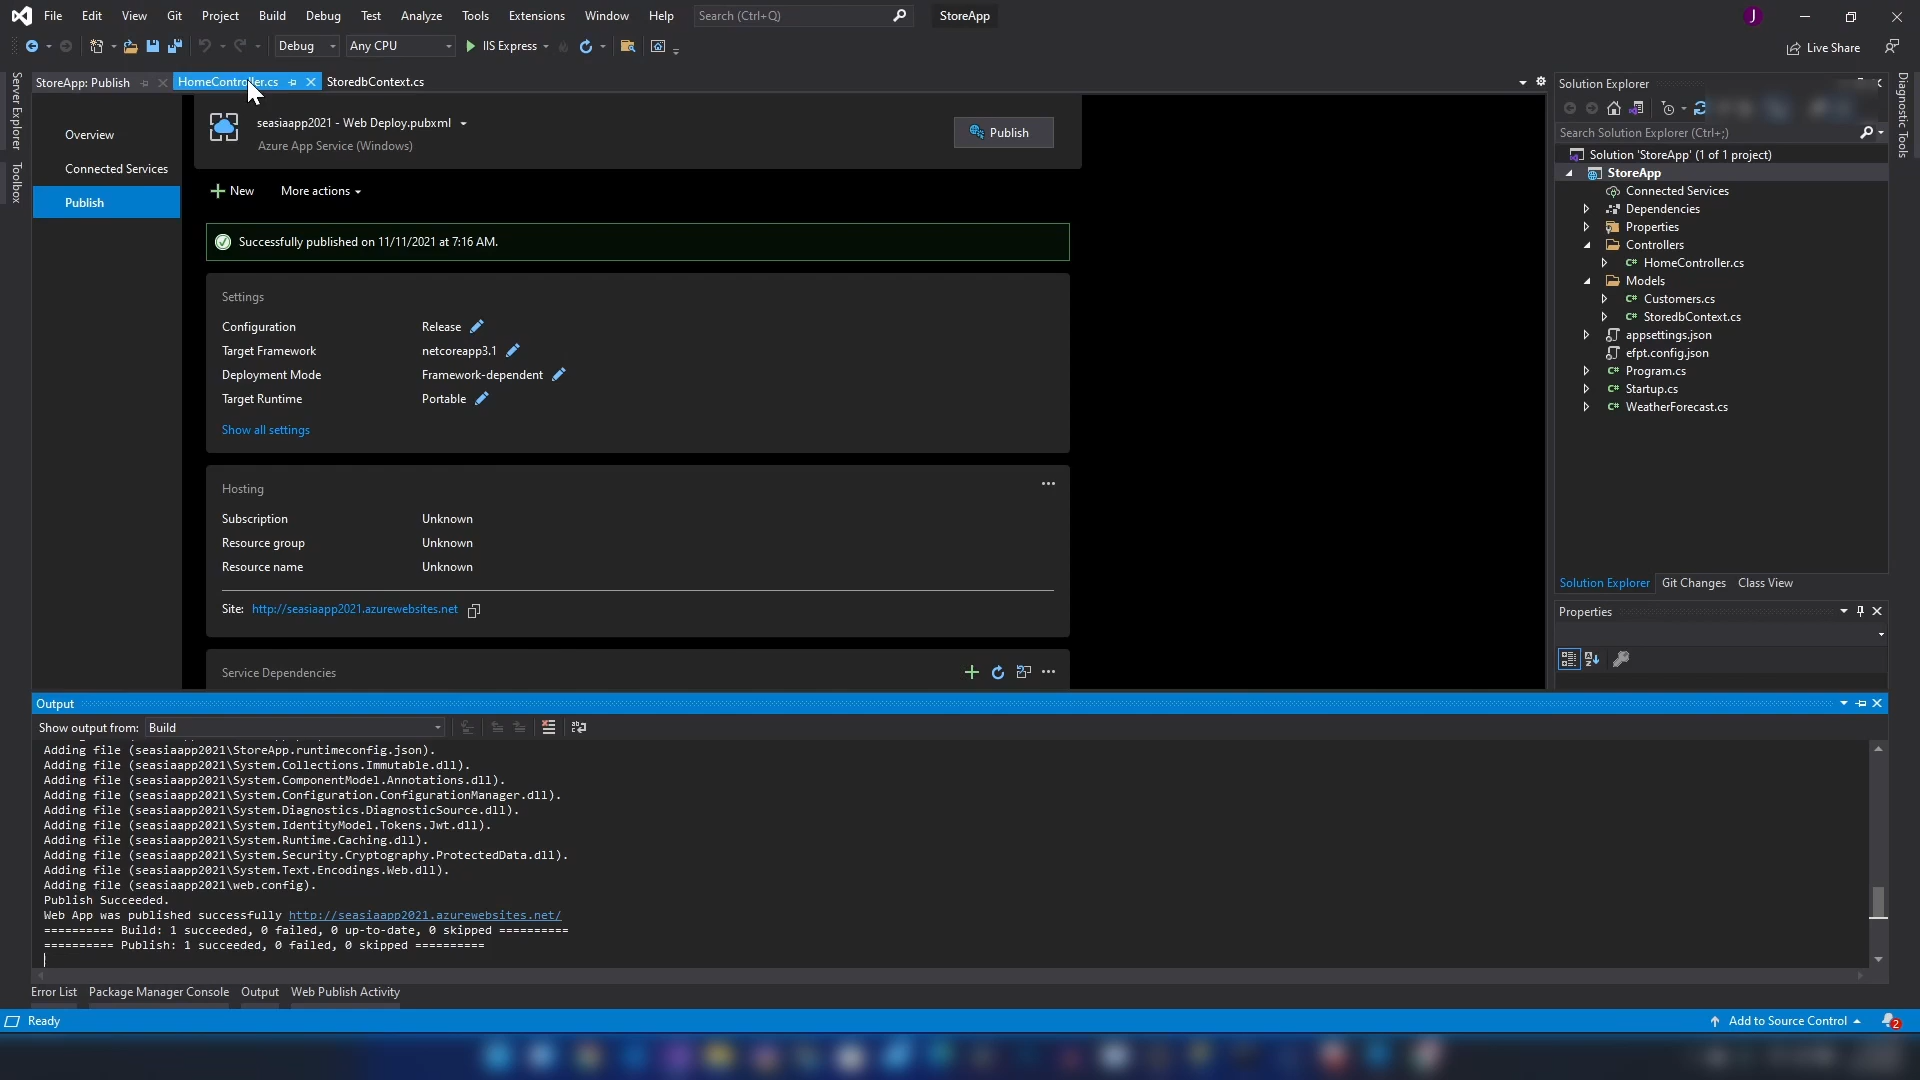 File Edit View Git Project Build Debug Test Analyze Tools Extensions Window Help Search (Ctrl+Q) StoreApp J
Debug Any CPU IIS Express Live Share
StoreApp: Publish HomeController.cs StoredbContext.cs
Server Explorer
Toolbox
Overview
Connected Services
Publish
seasiaapp2021 - Web Deploy.pubxml
Azure App Service (Windows)
Publish
New More actions
Successfully published on 11/11/2021 at 7:16 AM.
Settings
Configuration Release
Target Framework netcoreapp3.1
Deployment Mode Framework-dependent
Target Runtime Portable
Show all settings
Hosting
Subscription Unknown
Resource group Unknown
Resource name Unknown
Site: http://seasiaapp2021.azurewebsites.net
Service Dependencies
Solution Explorer
Search Solution Explorer (Ctrl+;)
Solution 'StoreApp' (1 of 1 project)
StoreApp
Connected Services
Dependencies
Properties
Controllers
C# HomeController.cs
Models
C# Customers.cs
C# StoredbContext.cs
appsettings.json
efpt.config.json
C# Program.cs
C# Startup.cs
C# WeatherForecast.cs
Solution Explorer Git Changes Class View
Properties
Diagnostic Tools
Output
Show output from: Build
Adding file (seasiaapp2021\StoreApp.runtimeconfig.json).
Adding file (seasiaapp2021\System.Collections.Immutable.dll).
Adding file (seasiaapp2021\System.ComponentModel.Annotations.dll).
Adding file (seasiaapp2021\System.Configuration.ConfigurationManager.dll).
Adding file (seasiaapp2021\System.Diagnostics.DiagnosticSource.dll).
Adding file (seasiaapp2021\System.IdentityModel.Tokens.Jwt.dll).
Adding file (seasiaapp2021\System.Runtime.Caching.dll).
Adding file (seasiaapp2021\System.Security.Cryptography.ProtectedData.dll).
Adding file (seasiaapp2021\System.Text.Encodings.Web.dll).
Adding file (seasiaapp2021\web.config).
Publish Succeeded.
Web App was published successfully http://seasiaapp2021.azurewebsites.net/
========== Build: 1 succeeded, 0 failed, 0 up-to-date, 0 skipped ==========
========== Publish: 1 succeeded, 0 failed, 0 skipped ==========
Error List Package Manager Console Output Web Publish Activity
Ready Add to Source Control 2